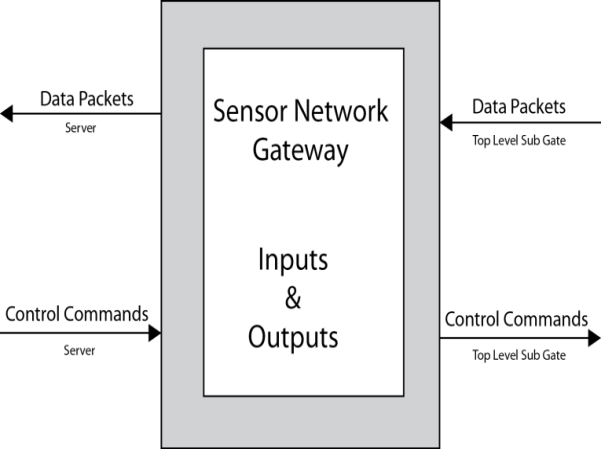 Data Packets
Server
Control Commands
Server
Sensor Network
Gateway
Inputs
&
Outputs
Data Packets
Top Level Sub Gate
Control Commands
Top Level Sub Gate